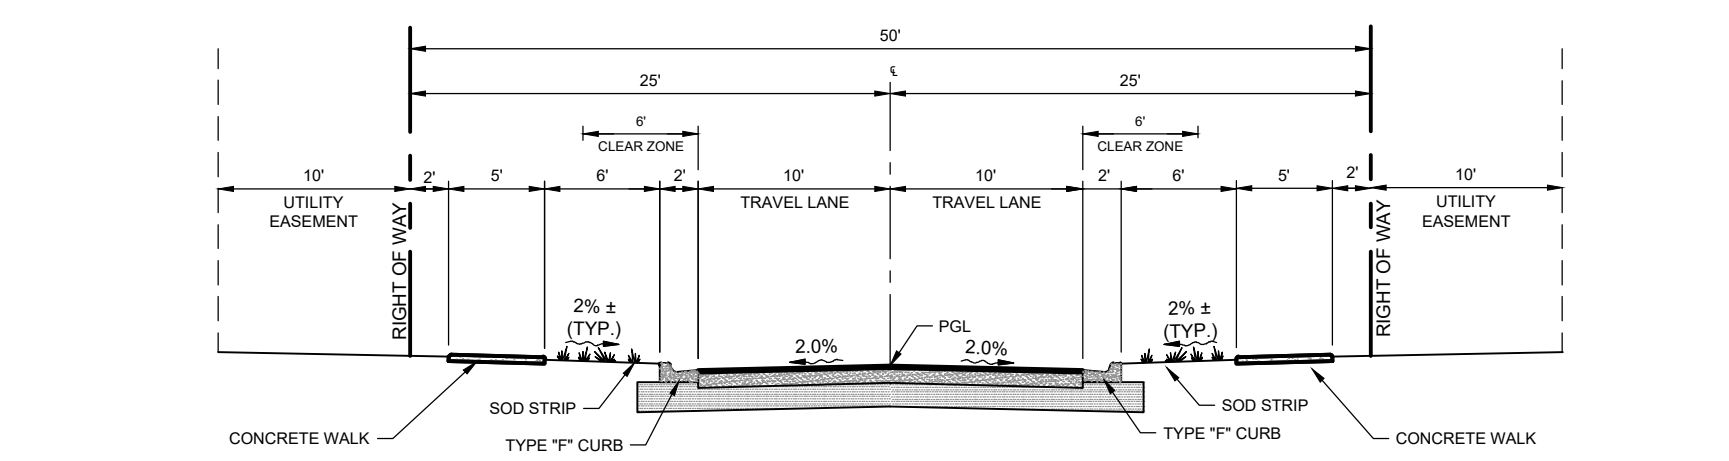 50'
℄
25'
25'
6'
CLEAR ZONE
6'
CLEAR ZONE
10'
UTILITY
EASEMENT
2'
5'
6'
2'
10'
TRAVEL LANE
10'
TRAVEL LANE
2'
6'
5'
2'
10'
UTILITY
EASEMENT
RIGHT OF WAY
RIGHT OF WAY
2% ±
(TYP.)
2% ±
(TYP.)
2.0%
PGL
2.0%
SOD STRIP
SOD STRIP
CONCRETE WALK
TYPE "F" CURB
TYPE "F" CURB
CONCRETE WALK